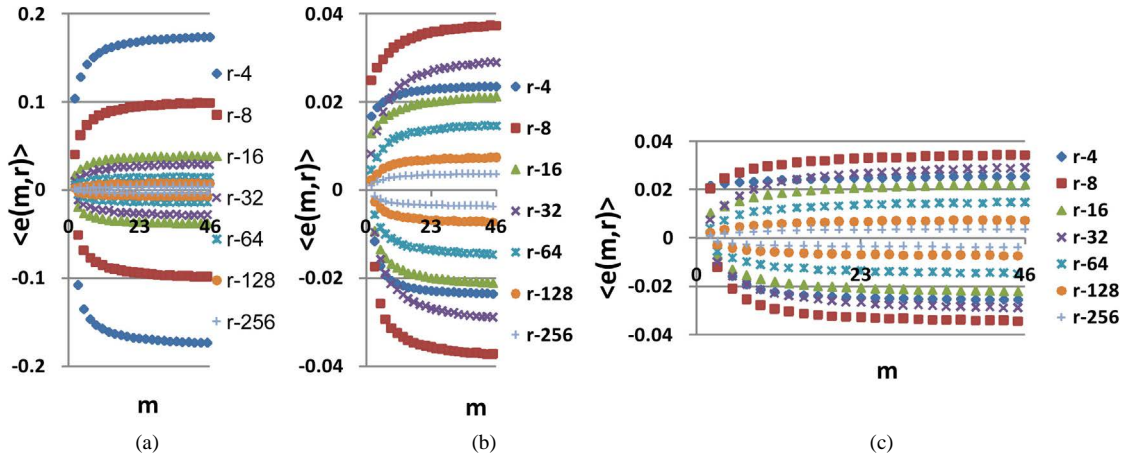 <e(m,r)>
0.2
0.1
0
-0.1
-0.2
0
23
46
m
r-4
r-8
r-16
r-32
r-64
r-128
r-256
(a)
<e(m,r)>
0.04
0.02
0
-0.02
-0.04
0
23
46
m
r-4
r-8
r-16
r-32
r-64
r-128
r-256
(b)
<e(m,r)>
0.04
0.02
0
-0.02
-0.04
0
23
46
m
r-4
r-8
r-16
r-32
r-64
r-128
r-256
(c)